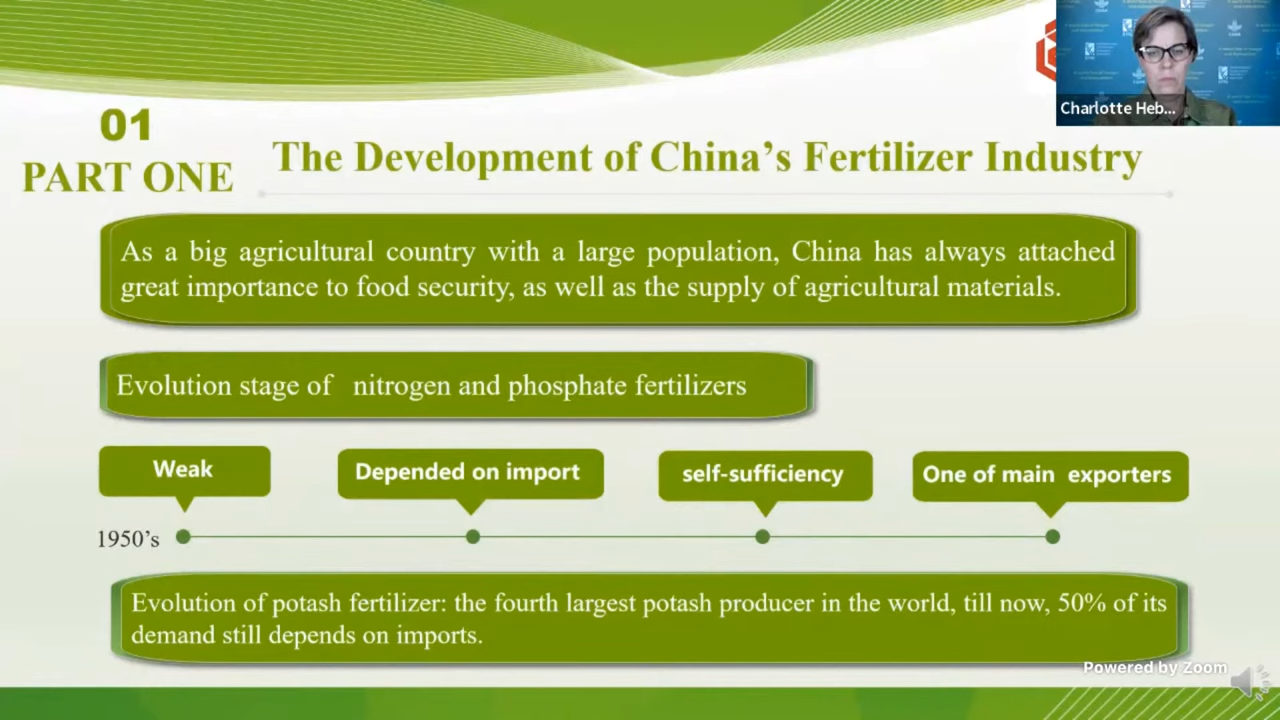 01
PART ONE
The Development of China's Fertilizer Industry
Charlotte Heb...
As a big agricultural country with a large population, China has always attached
great importance to food security, as well as the supply of agricultural materials.
Evolution stage of nitrogen and phosphate fertilizers
Weak
Depended on import
self-sufficiency
One of main exporters
1950's
Evolution of potash fertilizer: the fourth largest potash producer in the world, till now, 50% of its
demand still depends on imports.
Powered by Zoom